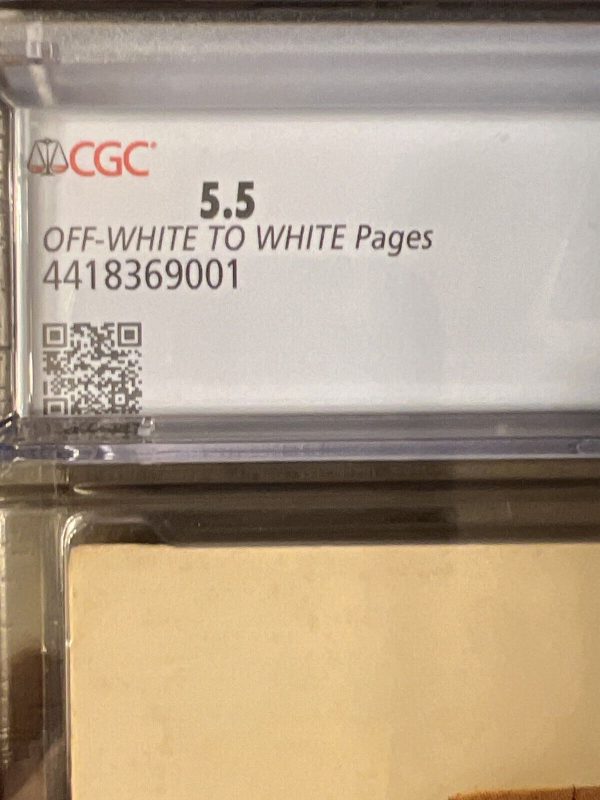 CGC
5.5
OFF-WHITE TO WHITE Pages
4418369001